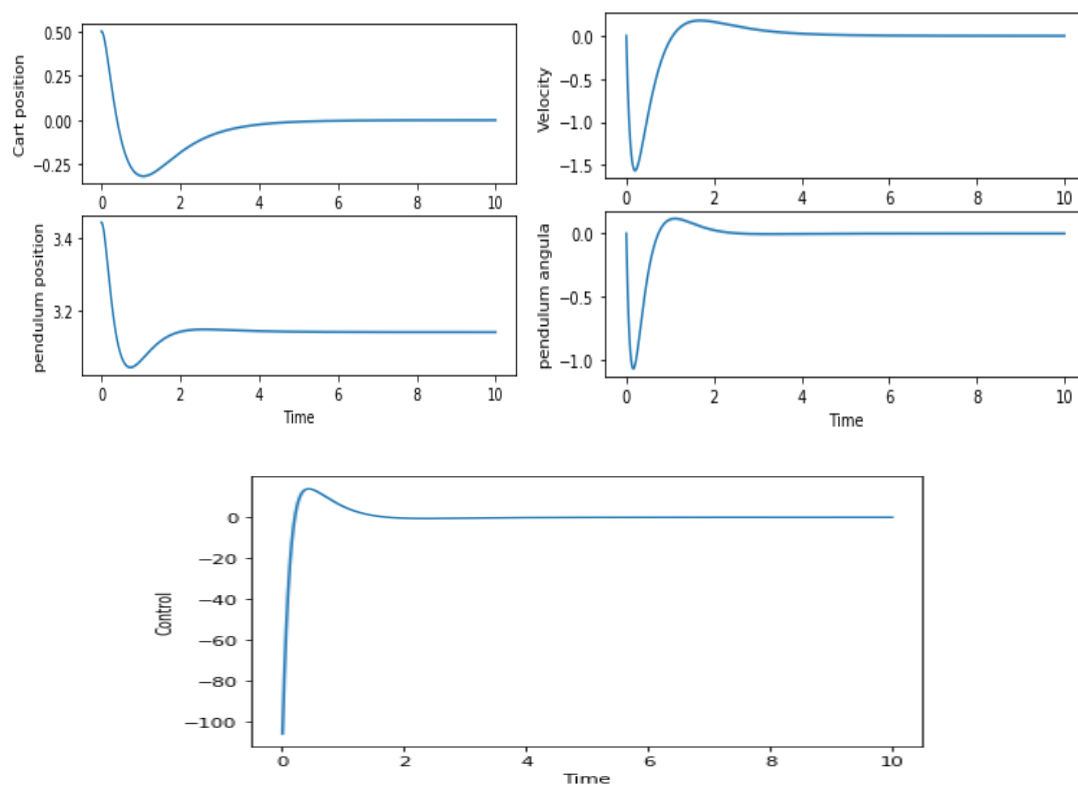 Cart position
0.50
0.25
0.00
−0.25
0 2 4 6 8 10
Velocity
0.0
−0.5
−1.0
−1.5
0 2 4 6 8 10
pendulum position
3.4
3.2
0 2 4 6 8 10
Time
pendulum angula
0.0
−0.5
−1.0
0 2 4 6 8 10
Time
Control
0
−20
−40
−60
−80
−100
0 2 4 6 8 10
Time